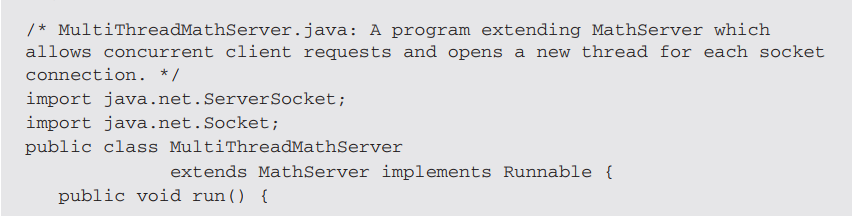 /* MultiThreadMathServer.java: A program extending MathServer which
allows concurrent client requests and opens a new thread for each socket
connection. */
import java.net.ServerSocket;
import java.net.Socket;
public class MultiThreadMathServer
extends MathServer implements Runnable {
public void run() {